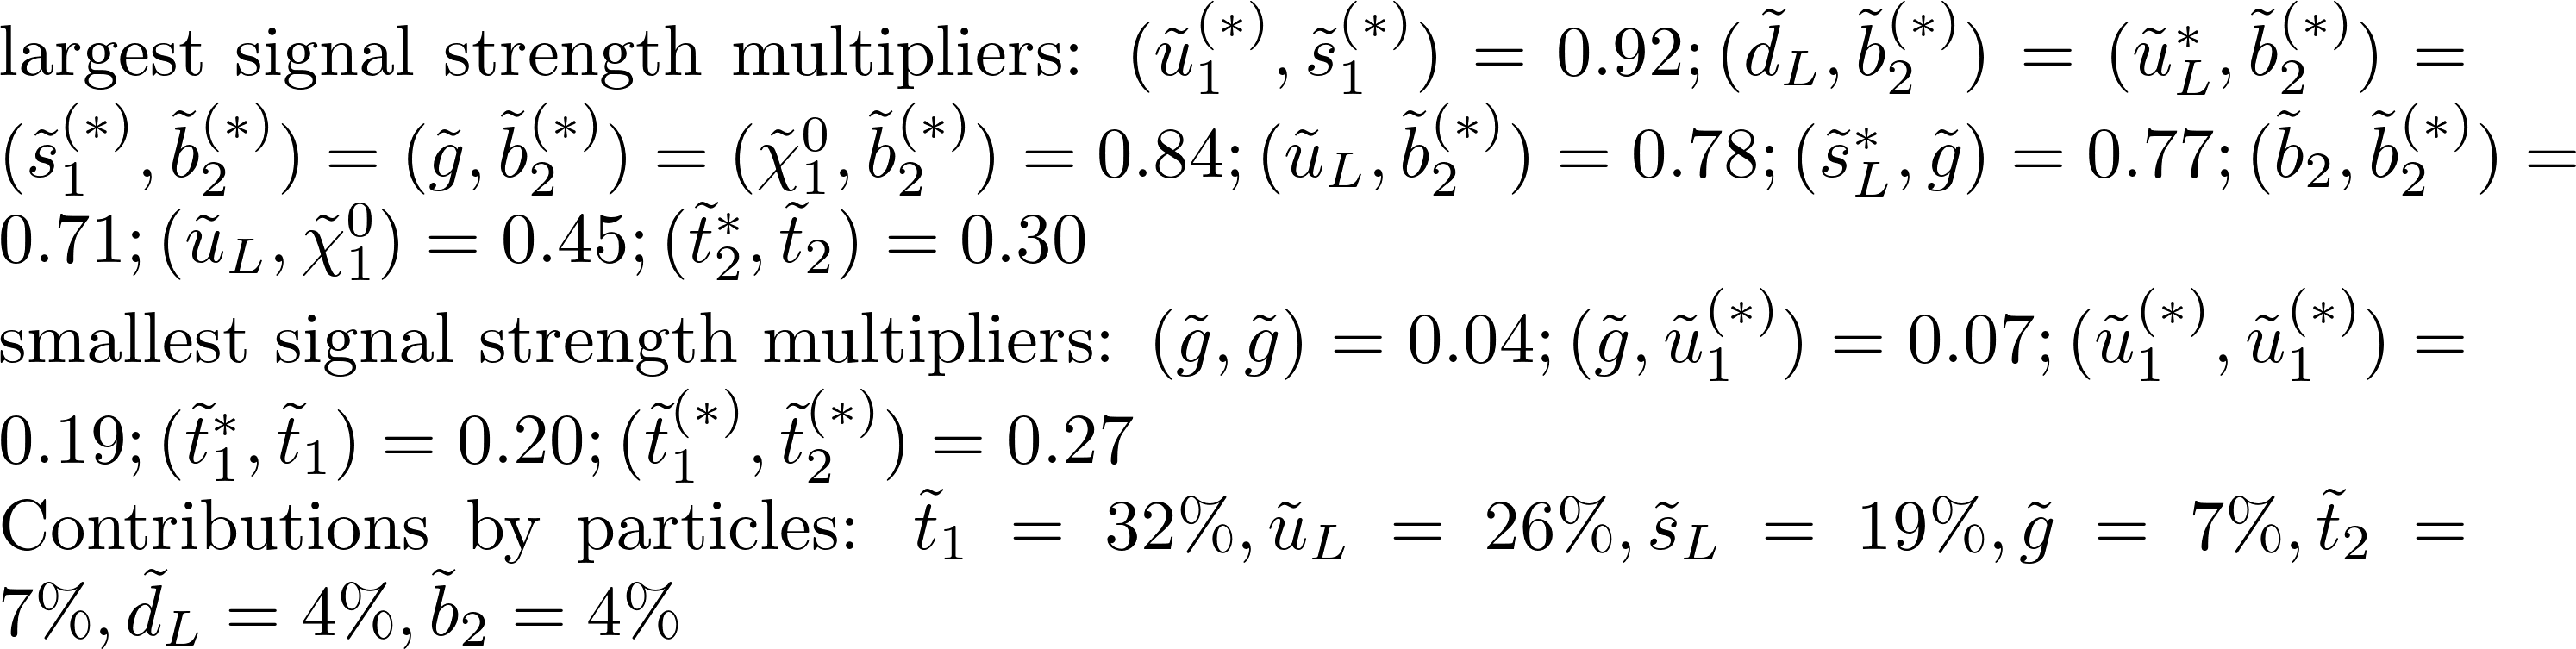 largest signal strength multipliers: $(\tilde{u}_1^{(*)}, \tilde{s}_1^{(*)}) = 0.92; (\tilde{d}_L, \tilde{b}_2^{(*)}) = (\tilde{u}_L^*, \tilde{b}_2^{(*)}) =$
$(\tilde{s}_1^{(*)}, \tilde{b}_2^{(*)}) = (\tilde{g}, \tilde{b}_2^{(*)}) = (\tilde{\chi}_1^0, \tilde{b}_2^{(*)}) = 0.84; (\tilde{u}_L, \tilde{b}_2^{(*)}) = 0.78; (\tilde{s}_L^*, \tilde{g}) = 0.77; (\tilde{b}_2, \tilde{b}_2^{(*)}) =$
$0.71; (\tilde{u}_L, \tilde{\chi}_1^0) = 0.45; (\tilde{t}_2^*, \tilde{t}_2) = 0.30$
smallest signal strength multipliers: $(\tilde{g}, \tilde{g}) = 0.04; (\tilde{g}, \tilde{u}_1^{(*)}) = 0.07; (\tilde{u}_1^{(*)}, \tilde{u}_1^{(*)}) =$
$0.19; (\tilde{t}_1^*, \tilde{t}_1) = 0.20; (\tilde{t}_1^{(*)}, \tilde{t}_2^{(*)}) = 0.27$
Contributions by particles: $\tilde{t}_1 = 32\%, \tilde{u}_L = 26\%, \tilde{s}_L = 19\%, \tilde{g} = 7\%, \tilde{t}_2 =$
$7\%, \tilde{d}_L = 4\%, \tilde{b}_2 = 4\%$